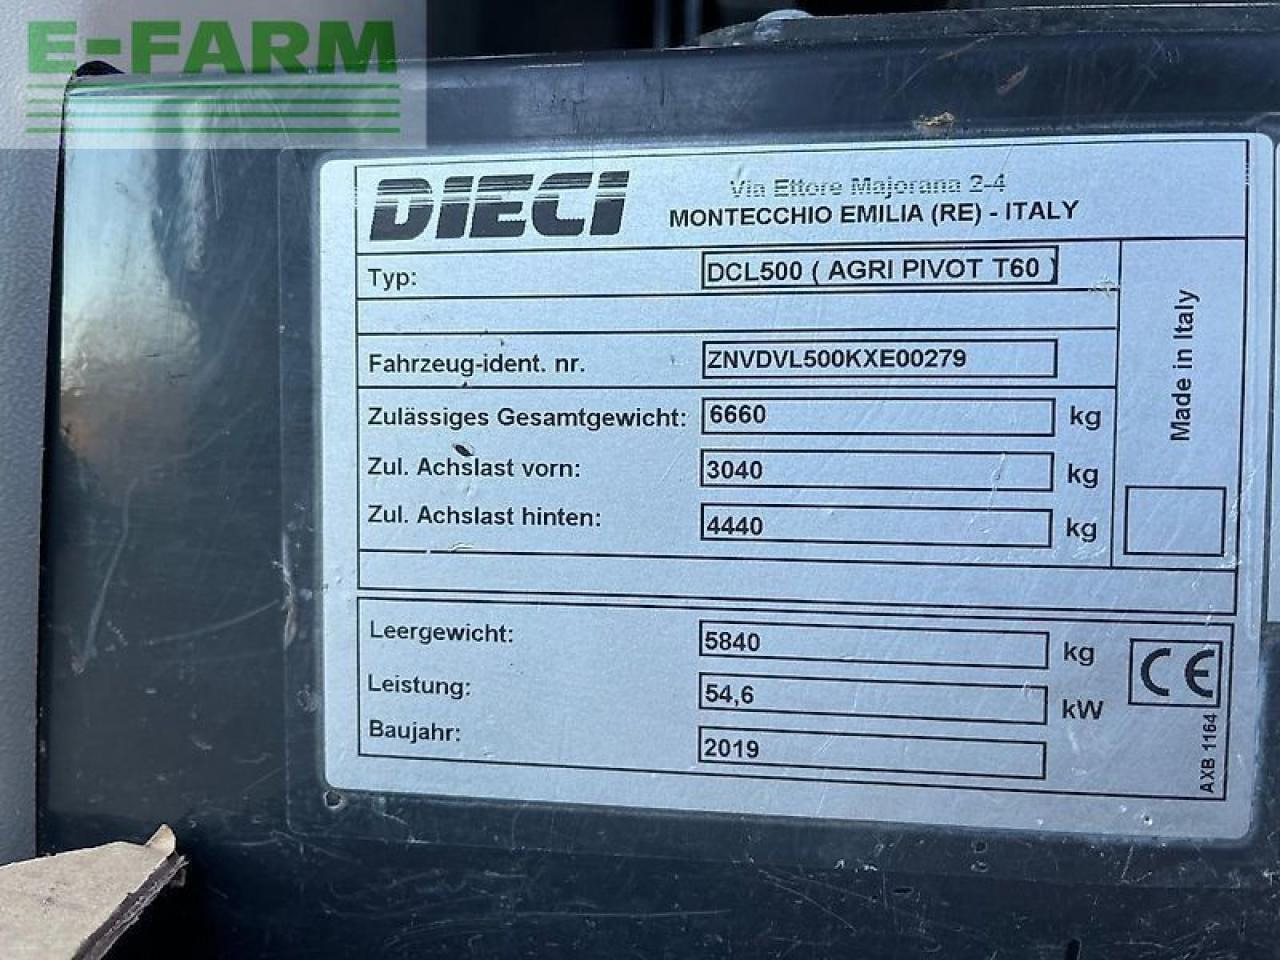 E-FARM
DIECI
Via Ettore Majorana 2-4
MONTECCHIO EMILIA (RE) - ITALY
Typ: DCL500 ( AGRI PIVOT T60 )
Fahrzeug-ident. nr. ZNVDVL500KXE00279
Zulässiges Gesamtgewicht: 6660 kg
Zul. Achslast vorn: 3040 kg
Zul. Achslast hinten: 4440 kg
Made in Italy
Leergewicht: 5840 kg
Leistung: 54,6 kW
Baujahr: 2019
CE
AXB 1164